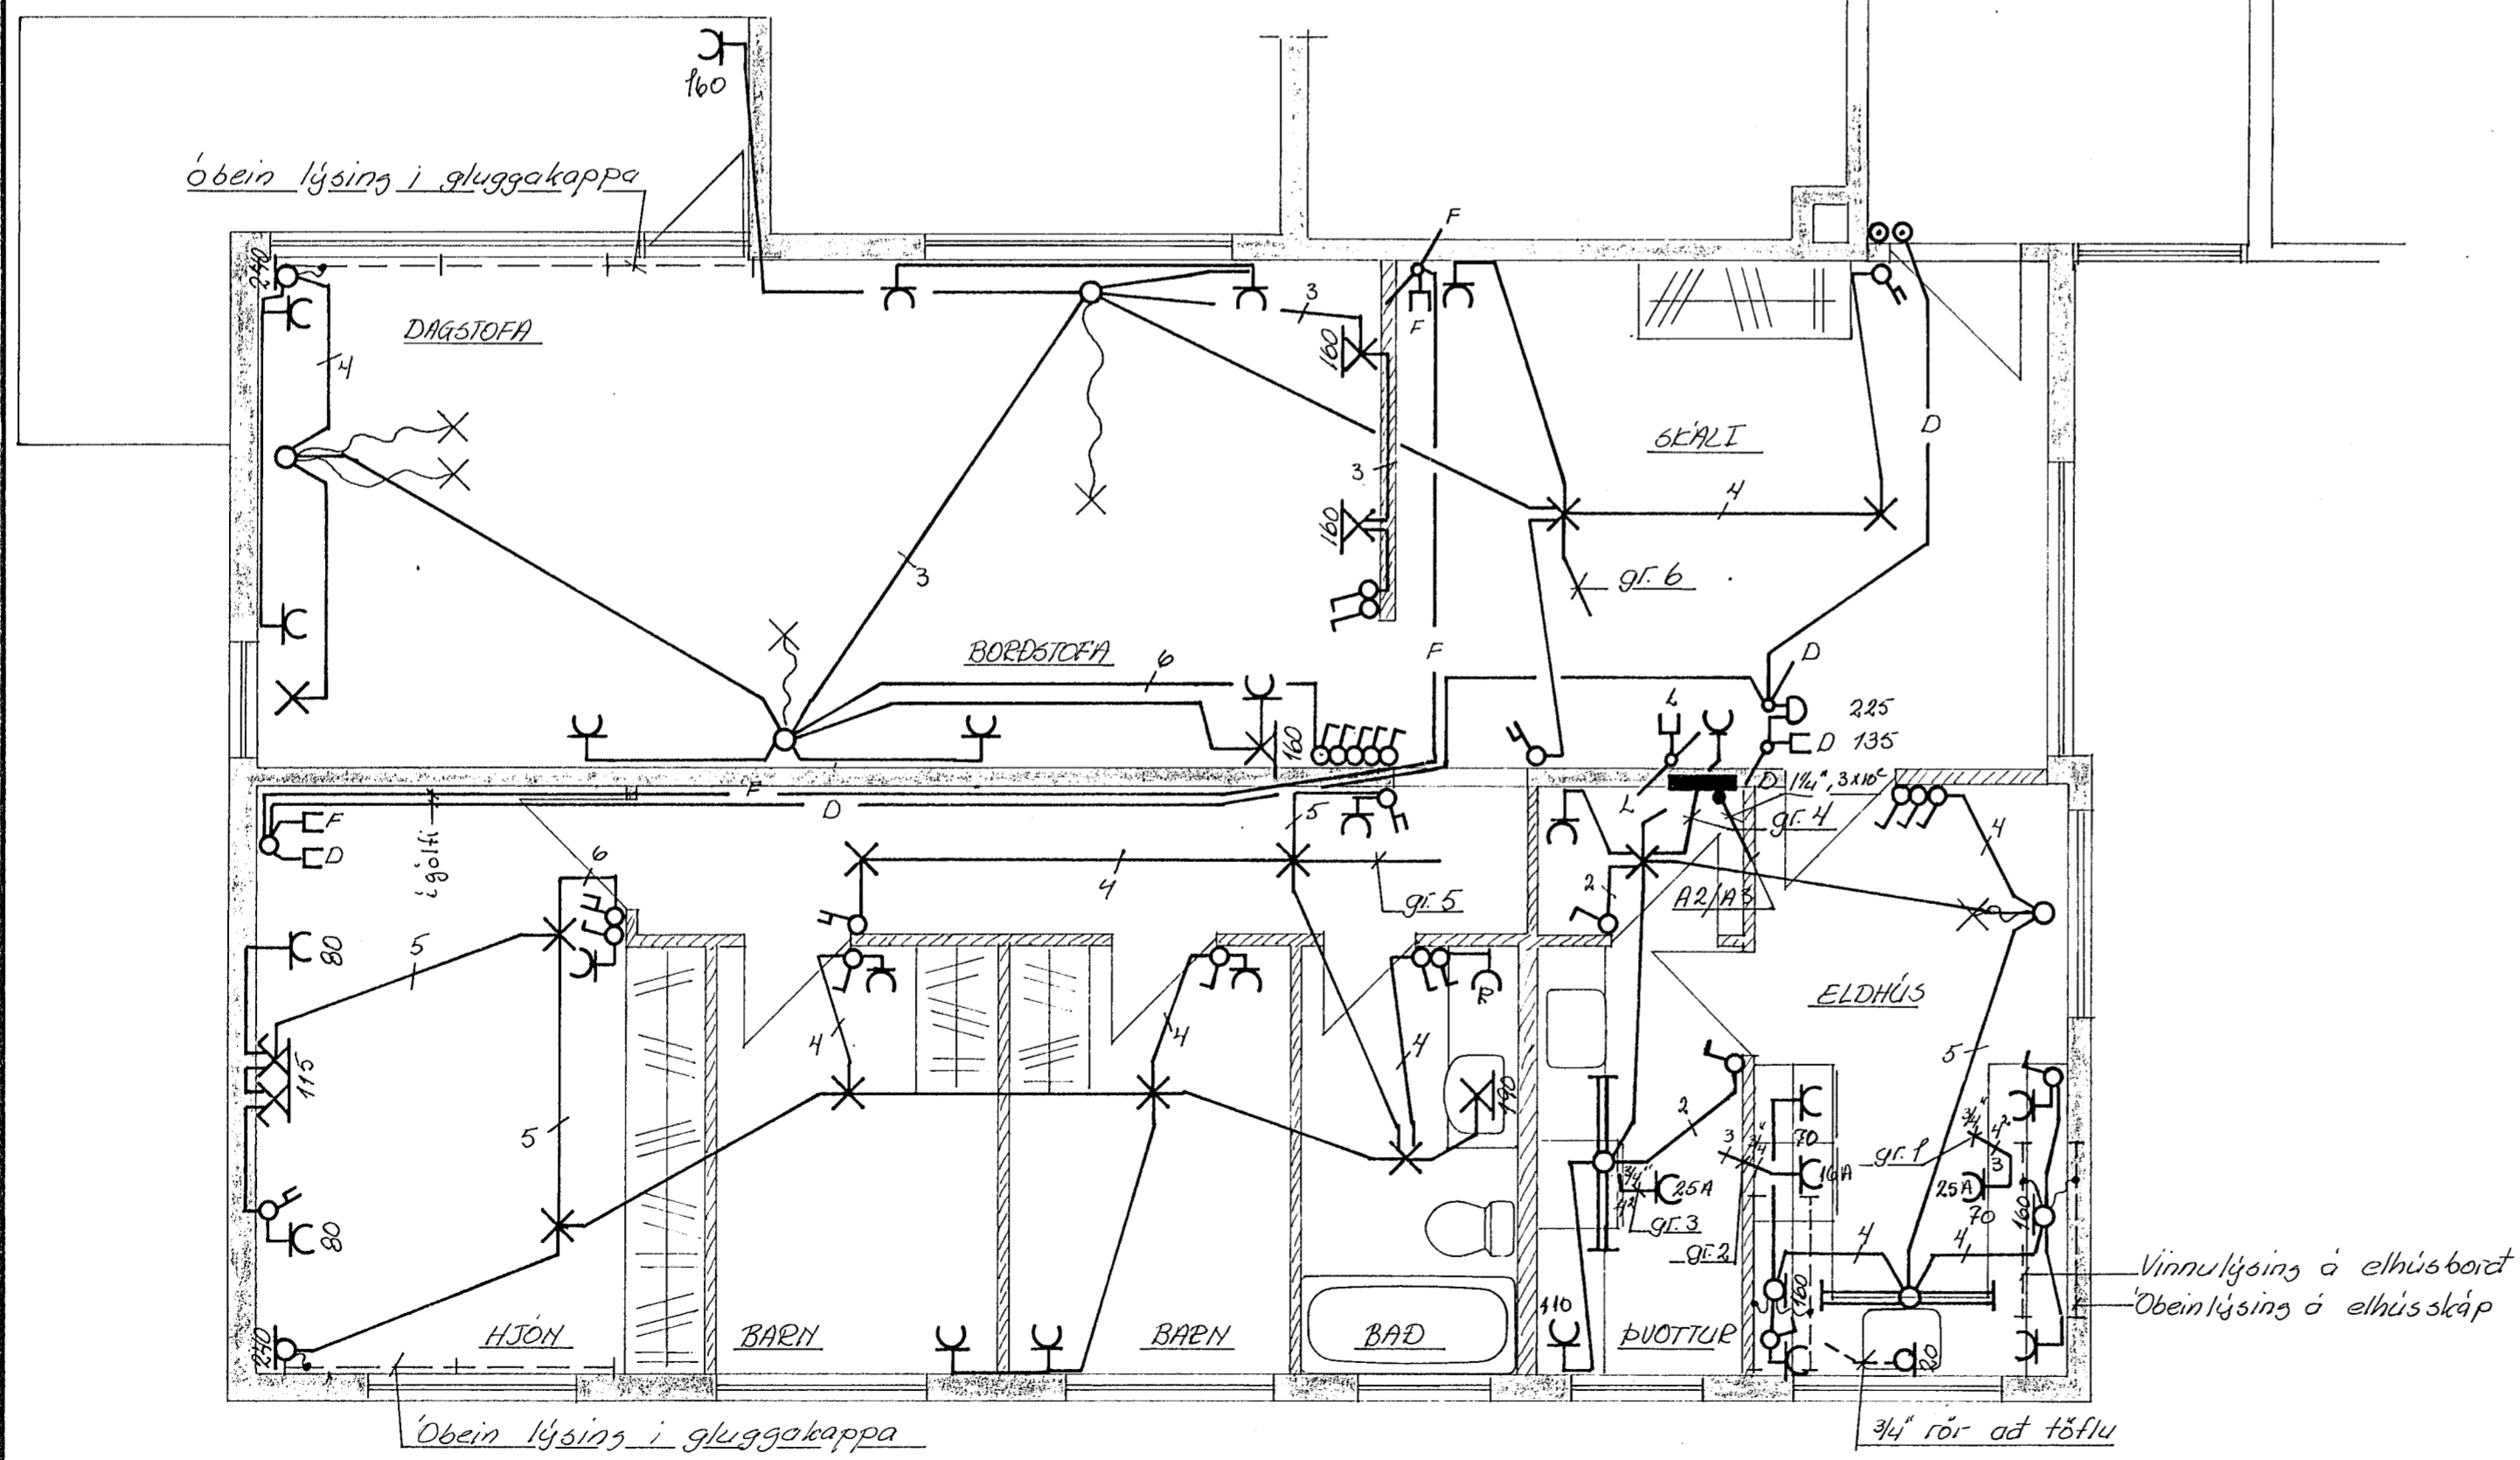 160
Óbein lýsing i gluggakappa
F
240
DAGSTOFA
3
F
4
160
D
SKÁLI
3
4
160
3
gr. 6
BORÐSTOFA
6
F
D
L
225
160
D 135
F
D
5
L
D 1¼", 3x10²
gr. 4
F
D
í gólfi
6
4
4
2
A2/A3
gr. 5
80
5
ELDHÚS
4
4
4
5
115
190
5
2
3
¾"
70
¾"
4²
gr. 1
3
16A
¾"
25A
4²
25A
70
160
80
gr. 3
gr. 2
4
4
Vinnulýsing á elhúsborð
160
Óbeinlýsing á elhússkáp
110
240
HJÓN
BARN
BARN
BAÐ
ÞVOTTUR
20
Óbein lýsing i gluggakappa
¾" rör að töflu